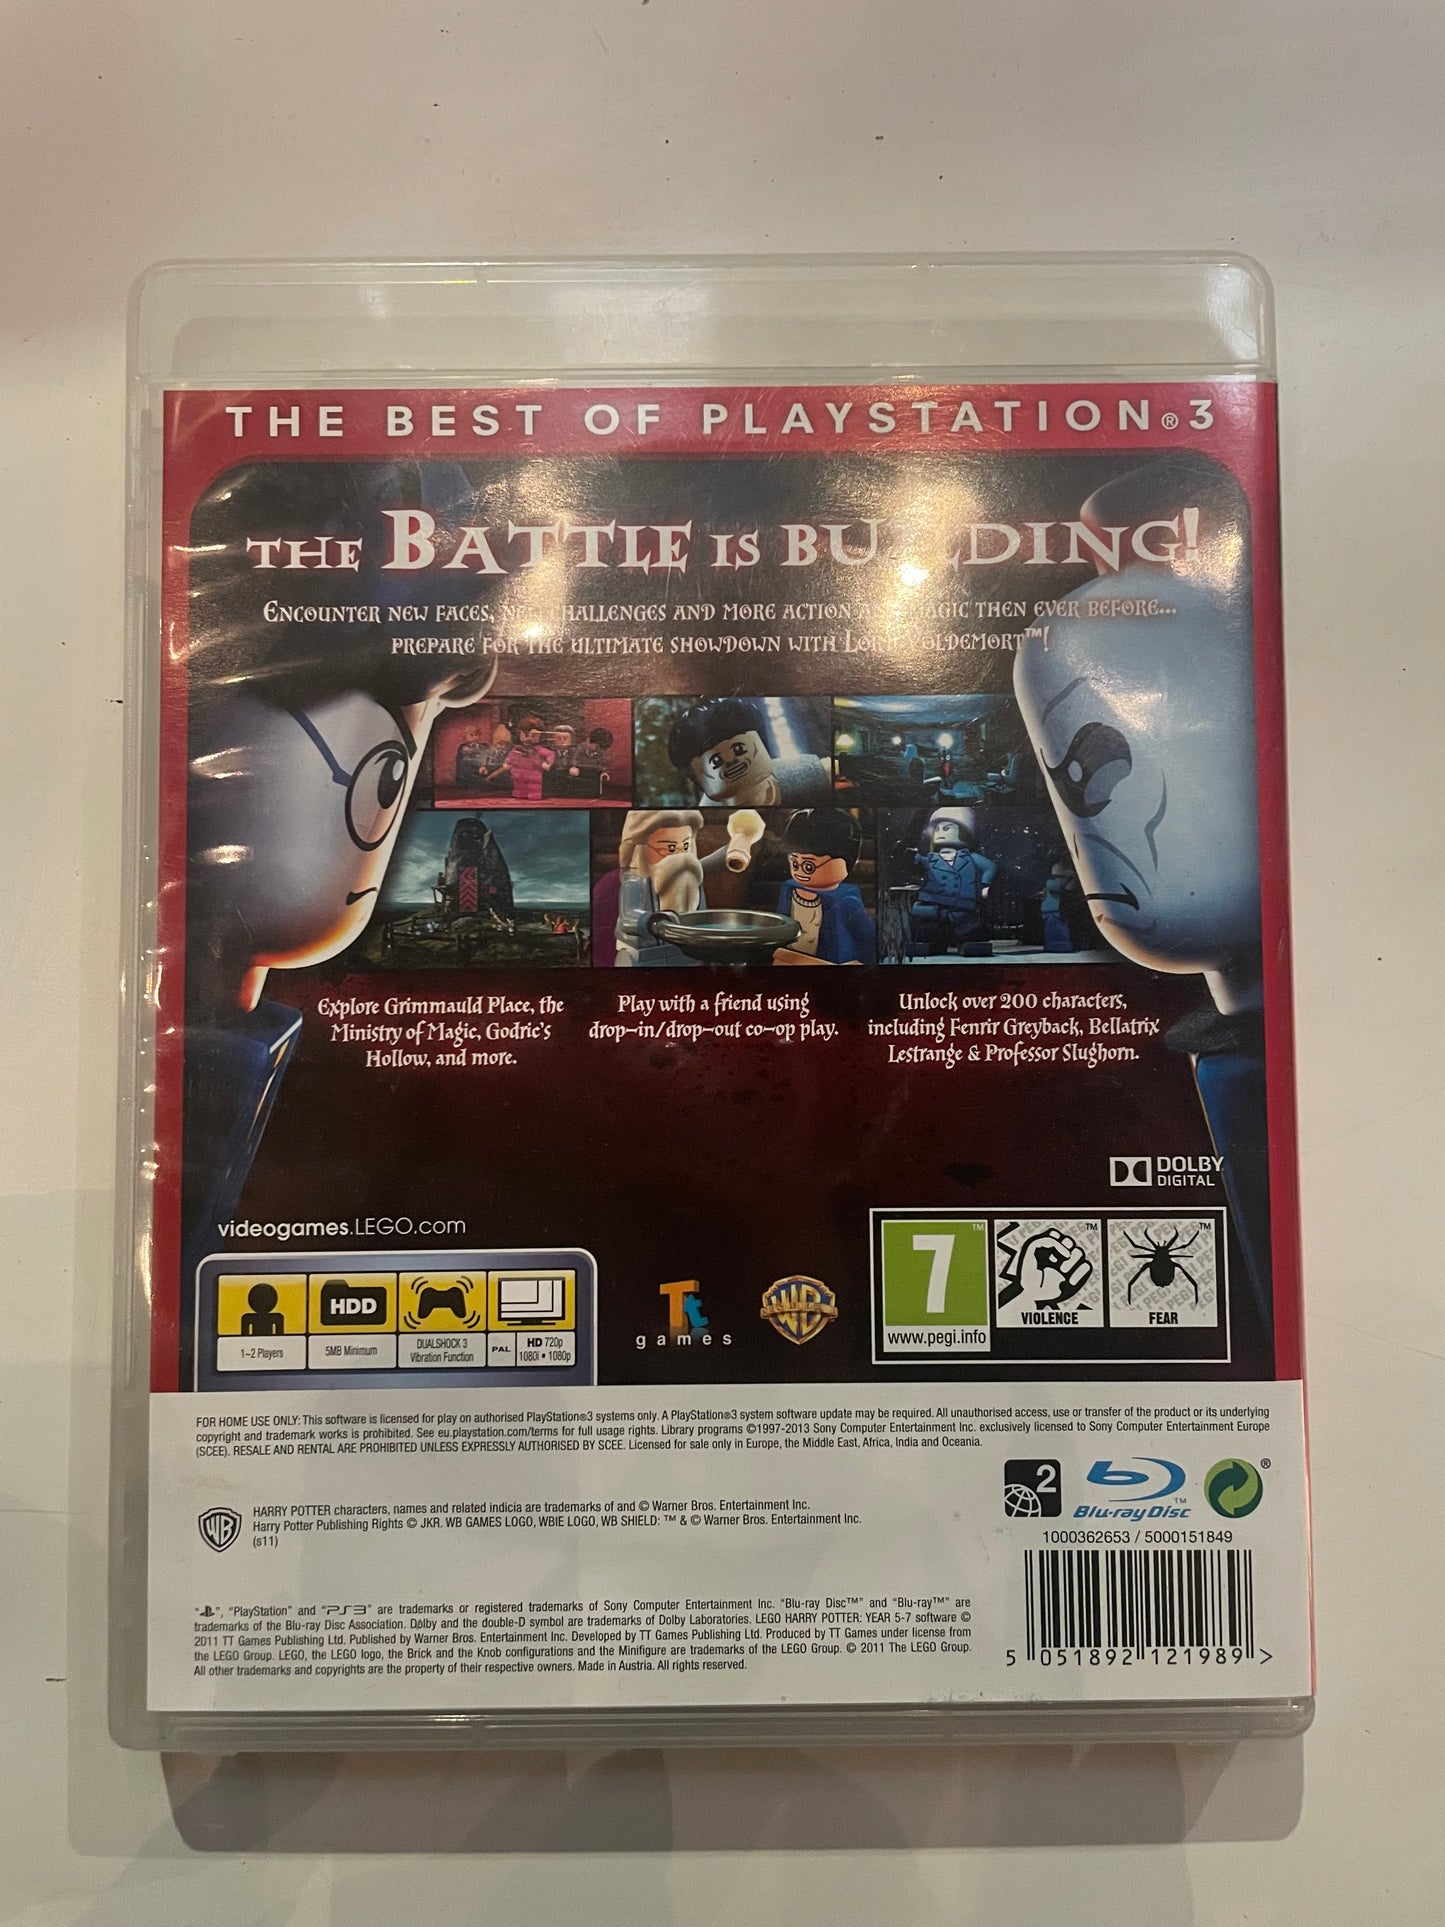 THE BEST OF PLAYSTATION®3
THE BATTLE IS BUILDING!
ENCOUNTER NEW FACES, NEW CHALLENGES AND MORE ACTION AND MAGIC THEN EVER BEFORE...
PREPARE FOR THE ULTIMATE SHOWDOWN WITH LORD VOLDEMORT™!
Explore Grimmauld Place, the
Ministry of Magic, Godric's
Hollow, and more.
Play with a friend using
drop-in/drop-out co-op play.
Unlock over 200 characters,
including Fenrir Greyback, Bellatrix
Lestrange & Professor Slughorn.
DOLBY
DIGITAL
videogames.LEGO.com
HDD
1-2 Players
5MB Minimum
DUALSHOCK 3
Vibration Function
PAL
HD 720p
1080i • 1080p
Tt
games
WB
7
www.pegi.info
VIOLENCE
FEAR
FOR HOME USE ONLY: This software is licensed for play on authorised PlayStation®3 systems only. A PlayStation®3 system software update may be required. All unauthorised access, use or transfer of the product or its underlying
copyright and trademark works is prohibited. See eu.playstation.com/terms for full usage rights. Library programs ©1997-2013 Sony Computer Entertainment Inc. exclusively licensed to Sony Computer Entertainment Europe
(SCEE). RESALE AND RENTAL ARE PROHIBITED UNLESS EXPRESSLY AUTHORISED BY SCEE. Licensed for sale only in Europe, the Middle East, Africa, India and Oceania.
2
Blu-ray Disc™
®
WB
HARRY POTTER characters, names and related indicia are trademarks of and © Warner Bros. Entertainment Inc.
Harry Potter Publishing Rights © JKR. WB GAMES LOGO, WBIE LOGO, WB SHIELD: ™ & © Warner Bros. Entertainment Inc.
(s11)
1000362653 / 5000151849
"", "PlayStation" and "PS3" are trademarks or registered trademarks of Sony Computer Entertainment Inc. "Blu-ray Disc™" and "Blu-ray™" are
trademarks of the Blu-ray Disc Association. Dolby and the double-D symbol are trademarks of Dolby Laboratories. LEGO HARRY POTTER: YEAR 5-7 software ©
2011 TT Games Publishing Ltd. Published by Warner Bros. Entertainment Inc. Developed by TT Games Publishing Ltd. Produced by TT Games under license from
the LEGO Group. LEGO, the LEGO logo, the Brick and the Knob configurations and the Minifigure are trademarks of the LEGO Group. © 2011 The LEGO Group.
All other trademarks and copyrights are the property of their respective owners. Made in Austria. All rights reserved.
5 051892 121989 >